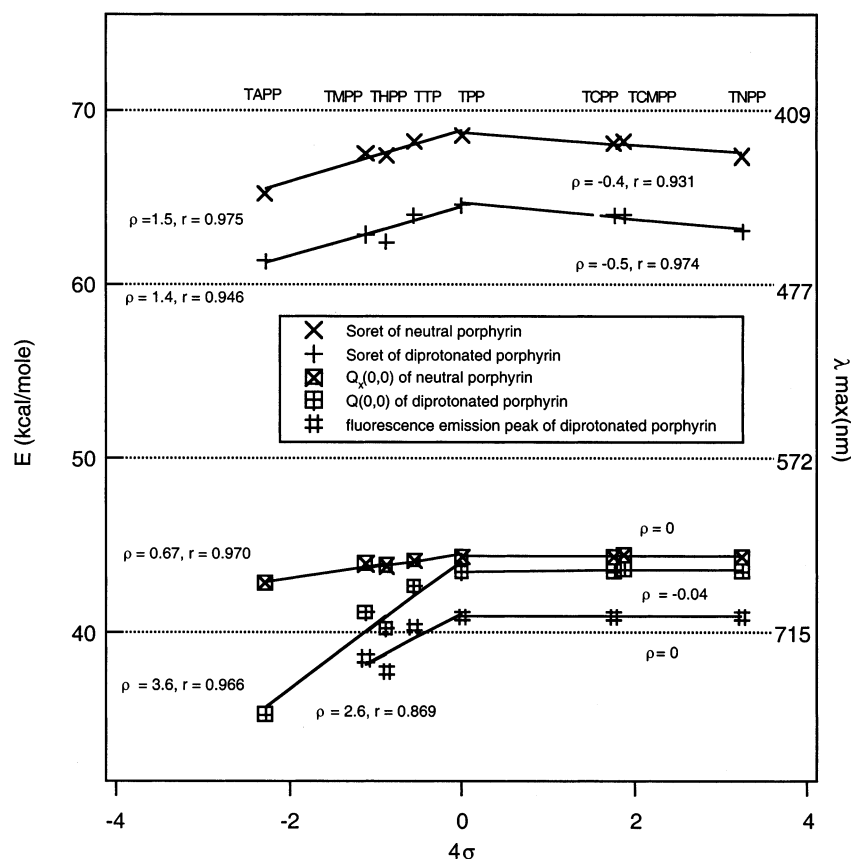 TAPP TMPP THPP TTP TPP TCPP TCMPP TNPP
70 409
ρ = -0.4, r = 0.931
ρ =1.5, r = 0.975
ρ = -0.5, r = 0.974
60 477
ρ = 1.4, r = 0.946
Soret of neutral porphyrin
Soret of diprotonated porphyrin
Qx(0,0) of neutral porphyrin
Q(0,0) of diprotonated porphyrin
fluorescence emission peak of diprotonated porphyrin
E (kcal/mole)
λ max(nm)
50 572
ρ = 0
ρ = 0.67, r = 0.970
ρ = -0.04
40 715
ρ= 0
ρ = 3.6, r = 0.966
ρ = 2.6, r = 0.869
-4 -2 0 2 4
4σ